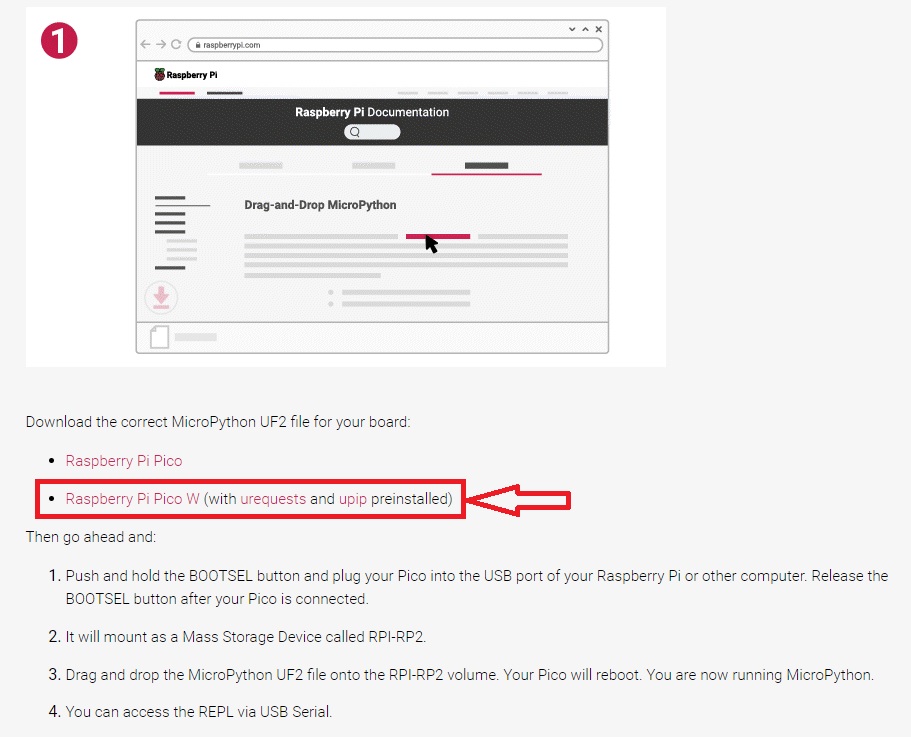 1
raspberrypi.com
Raspberry Pi
Raspberry Pi Documentation
Drag-and-Drop MicroPython
Download the correct MicroPython UF2 file for your board:
• Raspberry Pi Pico
• Raspberry Pi Pico W (with urequests and upip preinstalled)
Then go ahead and:
1. Push and hold the BOOTSEL button and plug your Pico into the USB port of your Raspberry Pi or other computer. Release the
BOOTSEL button after your Pico is connected.
2. It will mount as a Mass Storage Device called RPI-RP2.
3. Drag and drop the MicroPython UF2 file onto the RPI-RP2 volume. Your Pico will reboot. You are now running MicroPython.
4. You can access the REPL via USB Serial.